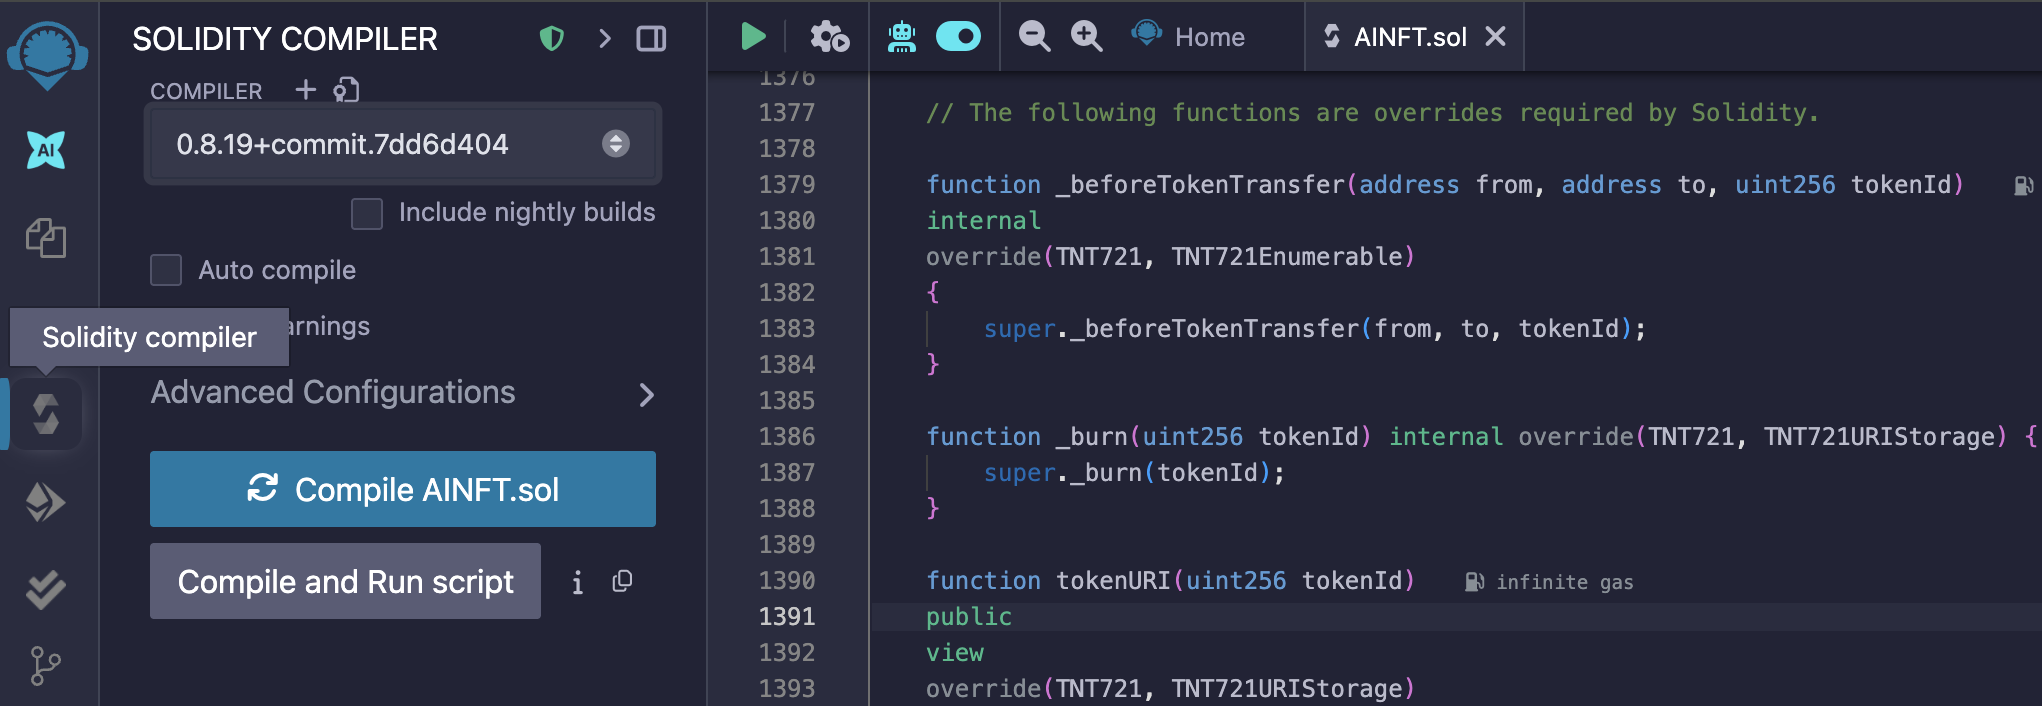 SOLIDITY COMPILER
COMPILER
0.8.19+commit.7dd6d404
Include nightly builds
Auto compile
Solidity compiler
arnings
Advanced Configurations
Compile AINFT.sol
Compile and Run script
AI
Home
AINFT.sol
1376
1377 // The following functions are overrides required by Solidity.
1378
1379 function _beforeTokenTransfer(address from, address to, uint256 tokenId)
1380 internal
1381 override(TNT721, TNT721Enumerable)
1382 {
1383 super._beforeTokenTransfer(from, to, tokenId);
1384 }
1385
1386 function _burn(uint256 tokenId) internal override(TNT721, TNT721URIStorage) {
1387 super._burn(tokenId);
1388 }
1389
1390 function tokenURI(uint256 tokenId) infinite gas
1391 public
1392 view
1393 override(TNT721, TNT721URIStorage)